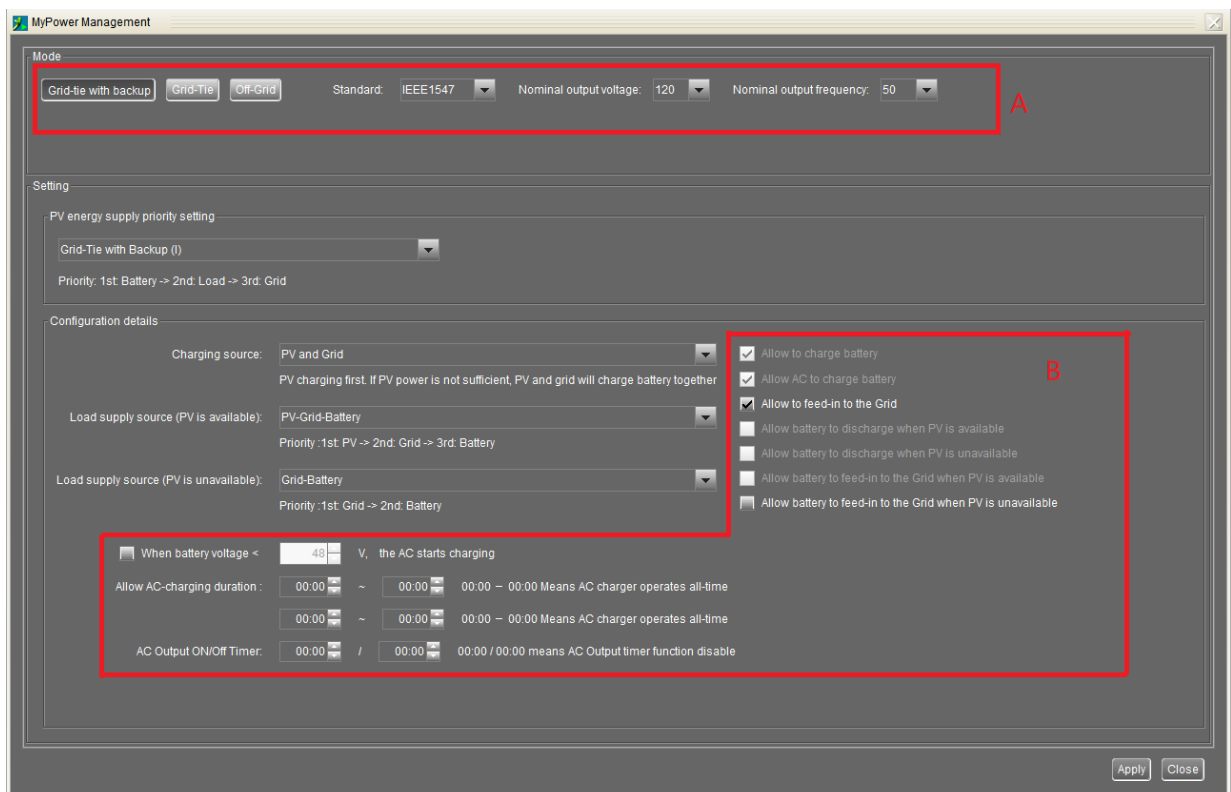 MyPower Management
Mode
Grid-tie with backup Grid-Tie Off-Grid Standard: IEEE1547 Nominal output voltage: 120 Nominal output frequency: 50
A
Setting
PV energy supply priority setting
Grid-Tie with Backup (I)
Priority: 1st: Battery -> 2nd: Load -> 3rd: Grid
Configuration details
Charging source: PV and Grid
PV charging first. If PV power is not sufficient, PV and grid will charge battery together
Load supply source (PV is available): PV-Grid-Battery
Priority :1st: PV -> 2nd: Grid -> 3rd: Battery
Load supply source (PV is unavailable): Grid-Battery
Priority :1st: Grid -> 2nd: Battery
Allow to charge battery
B
Allow AC to charge battery
Allow to feed-in to the Grid
Allow battery to discharge when PV is available
Allow battery to discharge when PV is unavailable
Allow battery to feed-in to the Grid when PV is available
Allow battery to feed-in to the Grid when PV is unavailable
When battery voltage < 48 V, the AC starts charging
Allow AC-charging duration : 00:00 ~ 00:00 00:00 – 00:00 Means AC charger operates all-time
00:00 ~ 00:00 00:00 – 00:00 Means AC charger operates all-time
AC Output ON/Off Timer: 00:00 / 00:00 00:00 / 00:00 means AC Output timer function disable
Apply Close